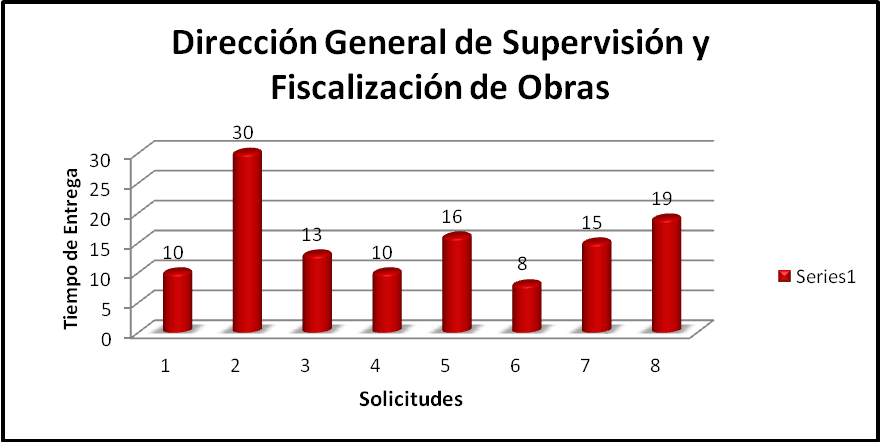 Dirección General de Supervisión y
Fiscalización de Obras
Tiempo de Entrega
30
25
20
15
10
5
0
10
30
13
10
16
8
15
19
1 2 3 4 5 6 7 8
Solicitudes
Series1